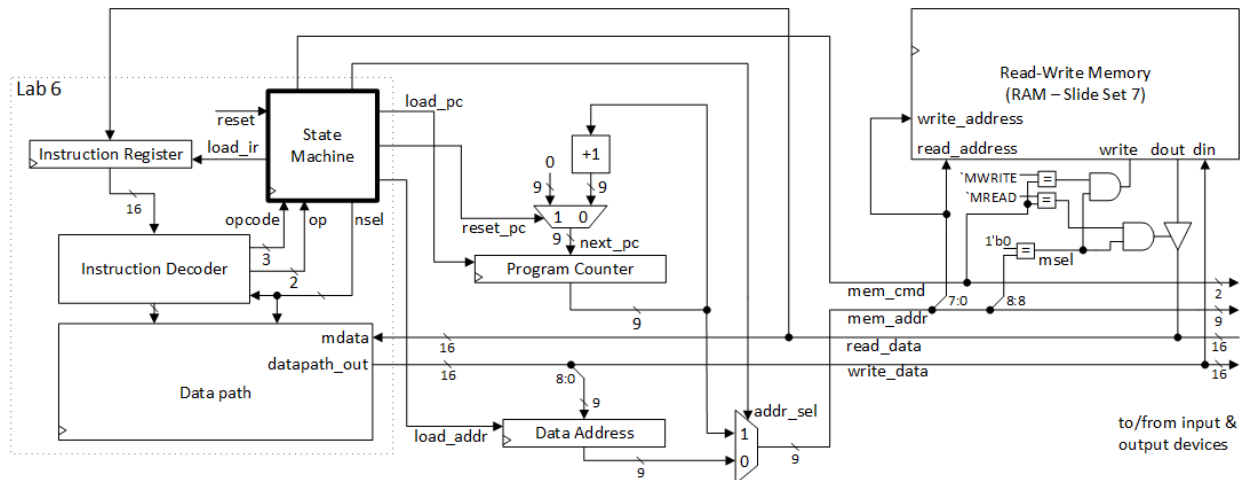 Lab 6
reset
load_ir
Instruction Register
16
State
Machine
opcode
op
nsel
3
2
Instruction Decoder
mdata
datapath_out
Data path
load_pc
reset_pc
load_addr
0
9
+1
9
1 0
9
next_pc
Program Counter
9
16
16
8:0
9
Data Address
9
addr_sel
1
0
9
Read-Write Memory
(RAM – Slide Set 7)
write_address
read_address
write
dout
din
`MWRITE
=
`MREAD
=
1'b0
=
msel
mem_cmd
7:0
8:8
2
mem_addr
9
read_data
16
write_data
16
to/from input &
output devices